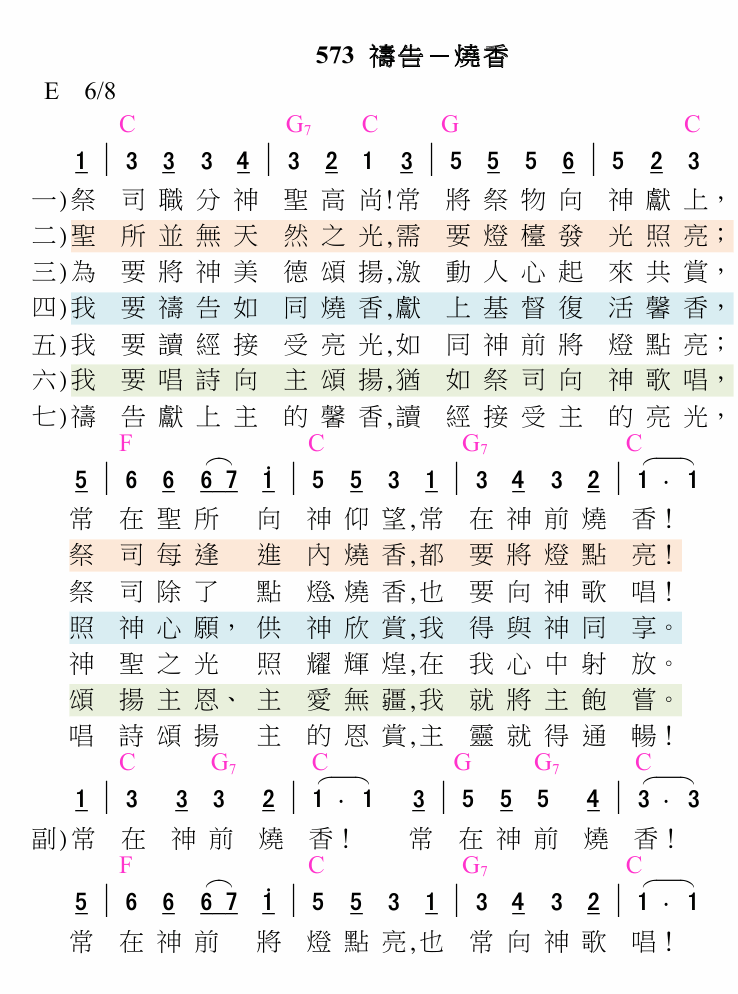 573 禱告－燒香
E 6/8
C G7 C G C
1 | 3 3 3 4 | 3 2 1 3 | 5 5 5 6 | 5 2 3
一)祭 司職分神 聖高尚!常 將祭物向 神獻上，
二)聖 所並無天 然之光,需 要燈檯發 光照亮；
三)為 要將神美 德頌揚,激 動人心起 來共賞，
四)我 要禱告如 同燒香,獻 上基督復 活馨香，
五)我 要讀經接 受亮光,如 同神前將 燈點亮；
六)我 要唱詩向 主頌揚,猶 如祭司向 神歌唱，
七)禱 告獻上主 的馨香,讀 經接受主 的亮光，
F C G7 C
5 | 6 6 6 7 i | 5 5 3 1 | 3 4 3 2 | 1 · 1
常 在聖所 向 神仰望,常 在神前燒 香！
祭 司每逢 進 內燒香,都 要將燈點 亮！
祭 司除了 點 燈、燒香,也 要向神歌 唱！
照 神心願， 供 神欣賞,我 得與神同 享。
神 聖之光 照 耀輝煌,在 我心中射 放。
頌 揚主恩、 主 愛無疆,我 就將主飽 嘗。
唱 詩頌揚 主 的恩賞,主 靈就得通 暢！
C G7 C G G7 C
1 | 3 3 3 2 | 1 · 1 3 | 5 5 5 4 | 3 · 3
副)常 在 神前 燒 香！ 常 在神前 燒 香！
F C G7 C
5 | 6 6 6 7 i | 5 5 3 1 | 3 4 3 2 | 1 · 1
常 在神前 將 燈點亮,也 常向神歌 唱！